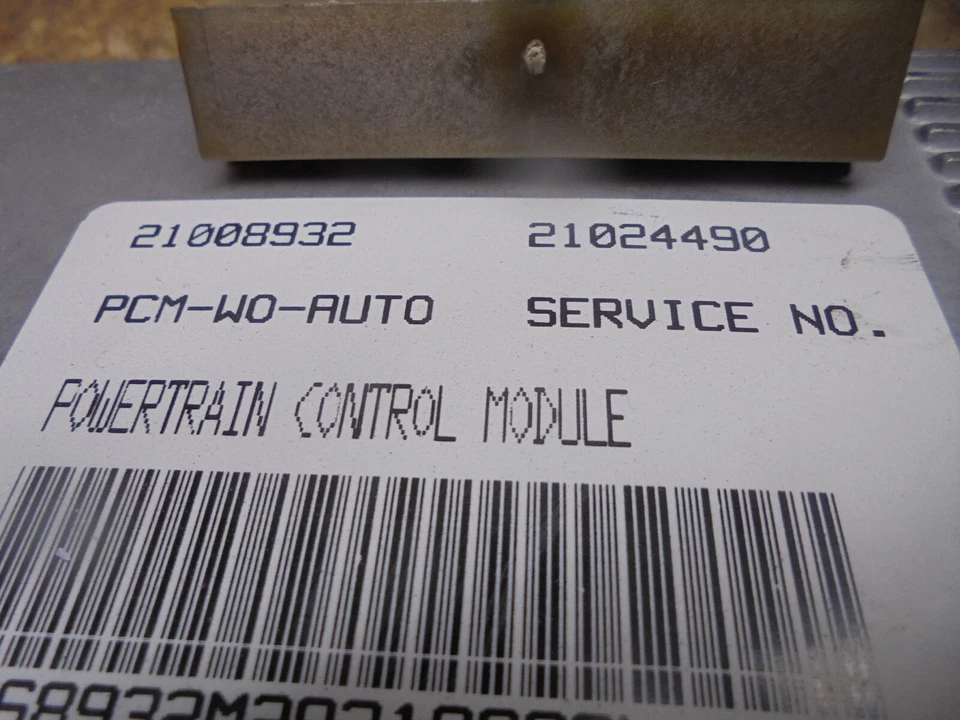 21008932 21024490
PCM-WO-AUTO SERVICE NO.
POWERTRAIN CONTROL MODULE